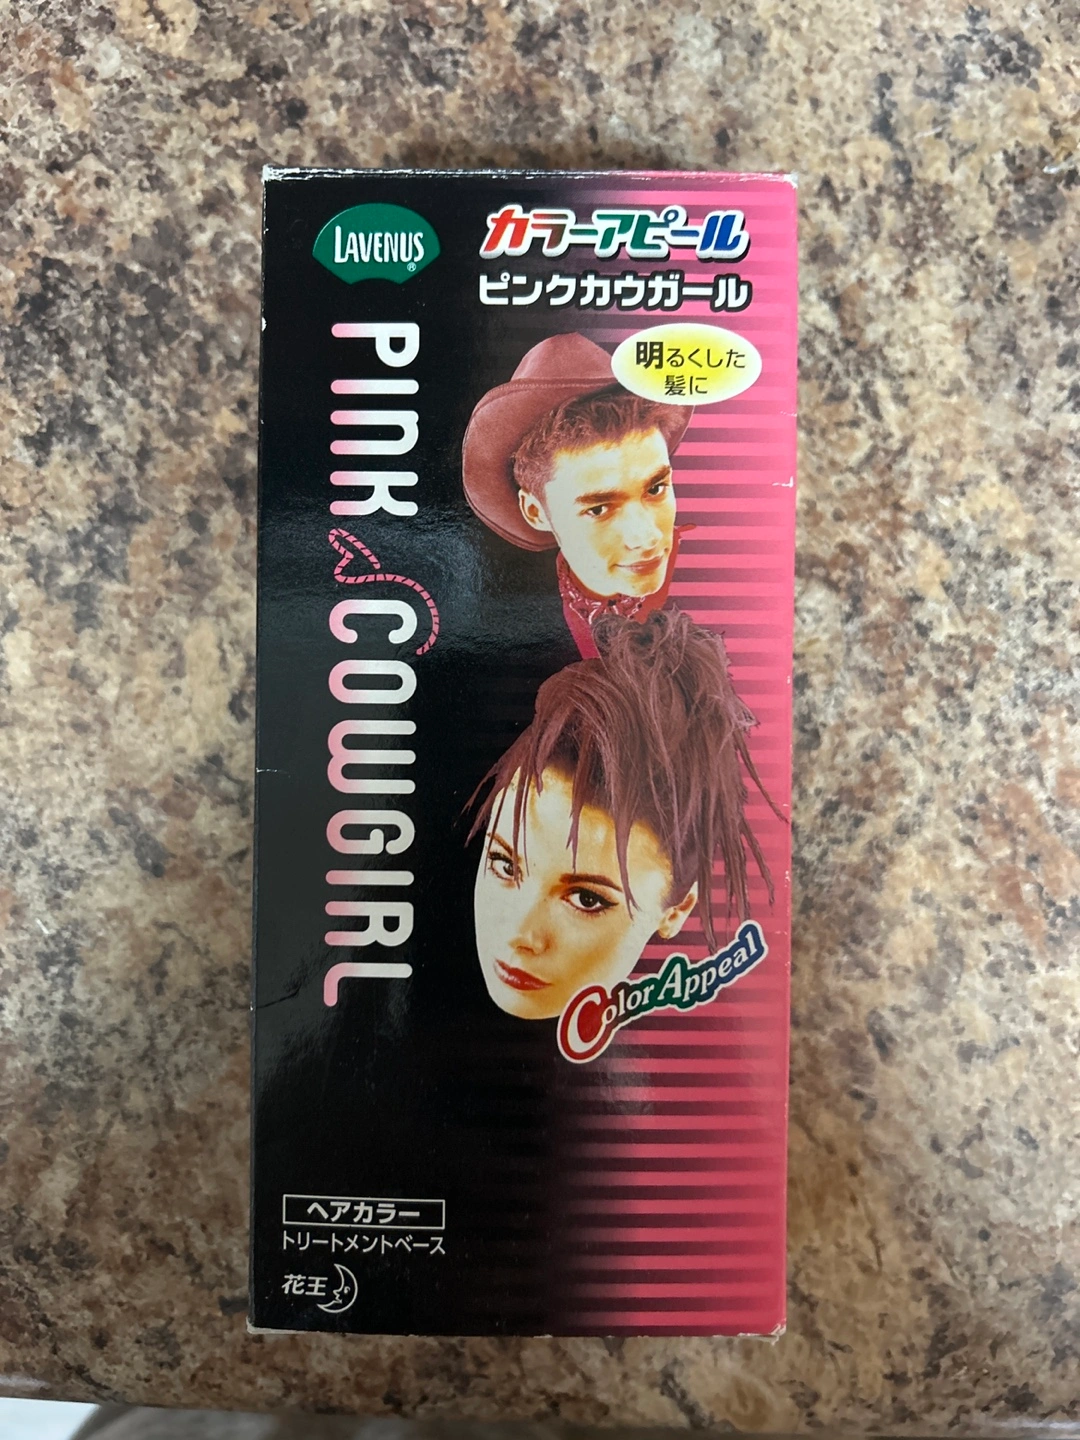 LAVENUS®
カラーアピール
ピンクカウガール
明るくした
髪に
PINK COWGIRL
Color Appeal
ヘアカラー
トリートメントベース
花王